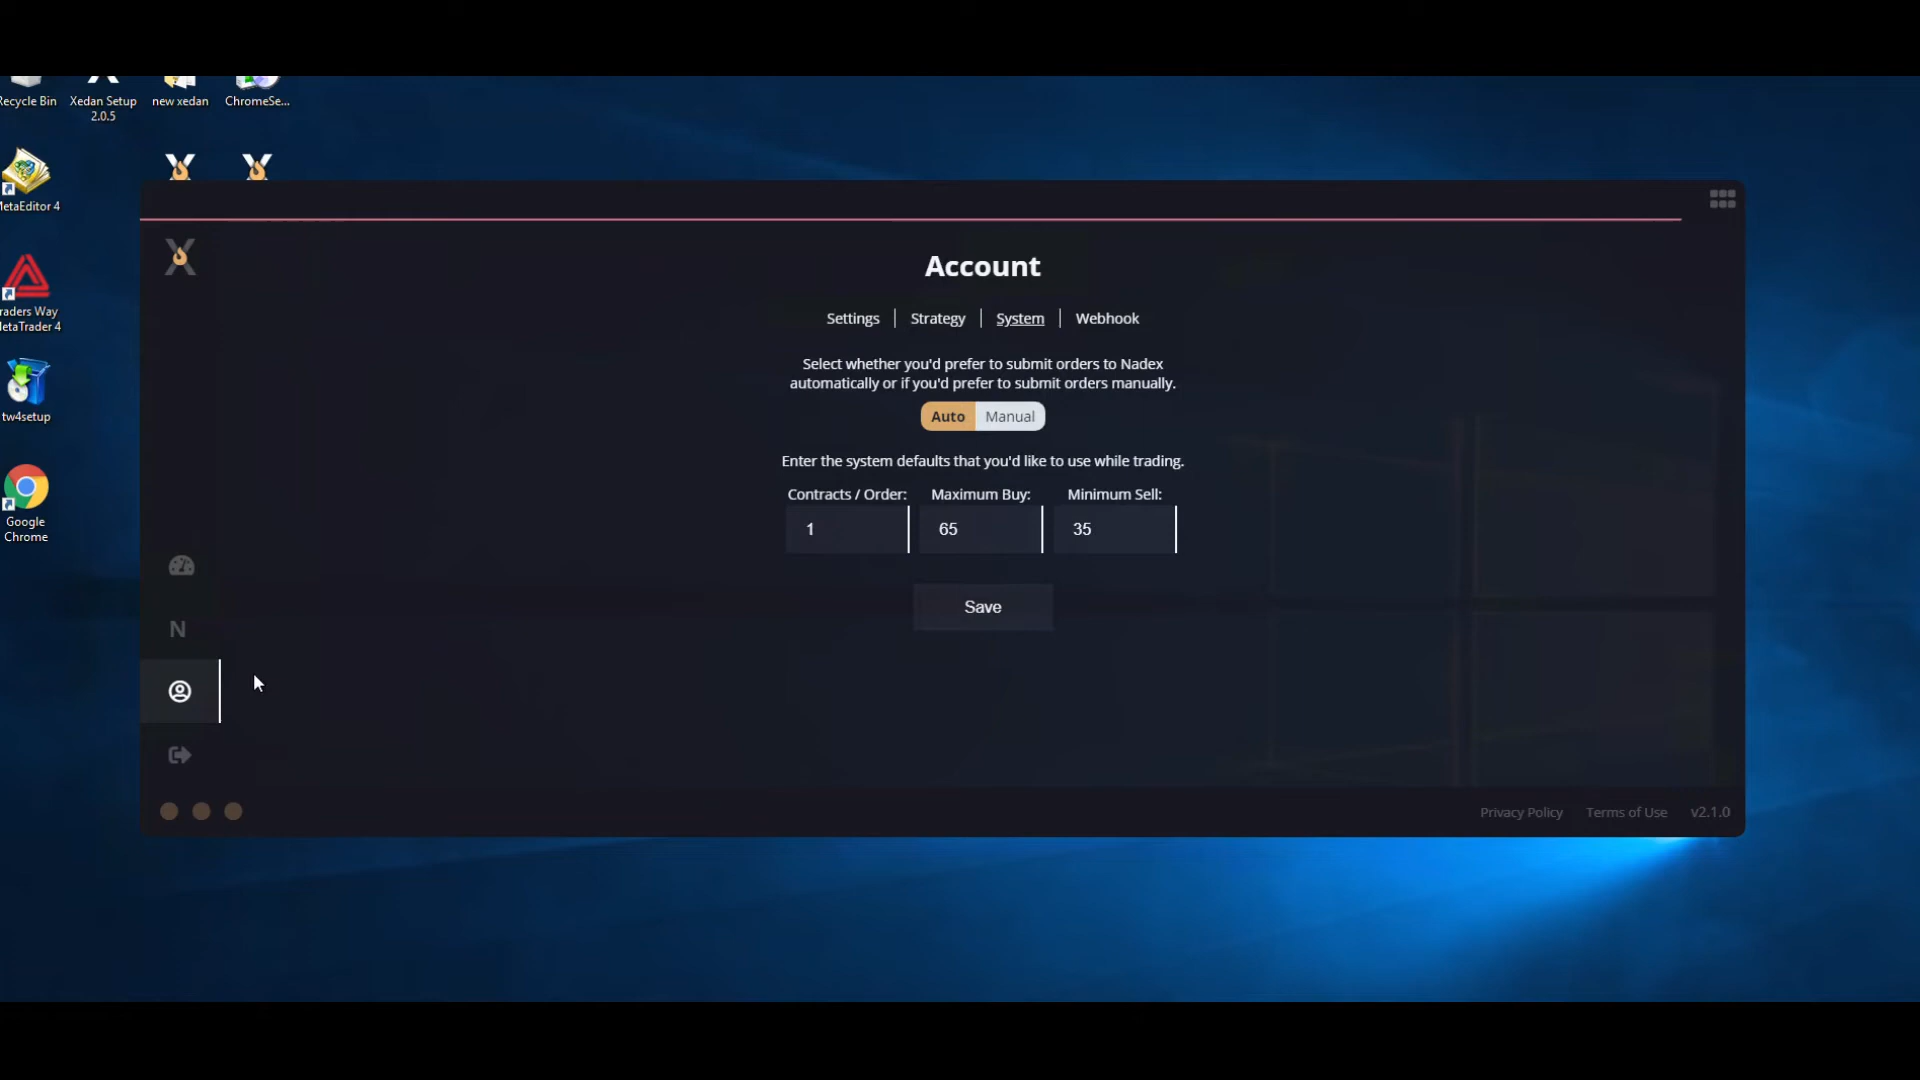 Recycle Bin
Xedan Setup
2.0.5
new xedan
ChromeSe...
MetaEditor 4
raders Way
MetaTrader 4
tw4setup
Google
Chrome
Account
Settings | Strategy | System | Webhook
Select whether you'd prefer to submit orders to Nadex
automatically or if you'd prefer to submit orders manually.
Auto Manual
Enter the system defaults that you'd like to use while trading.
Contracts / Order: Maximum Buy: Minimum Sell:
1 65 35
Save
N
Privacy Policy Terms of Use v2.1.0